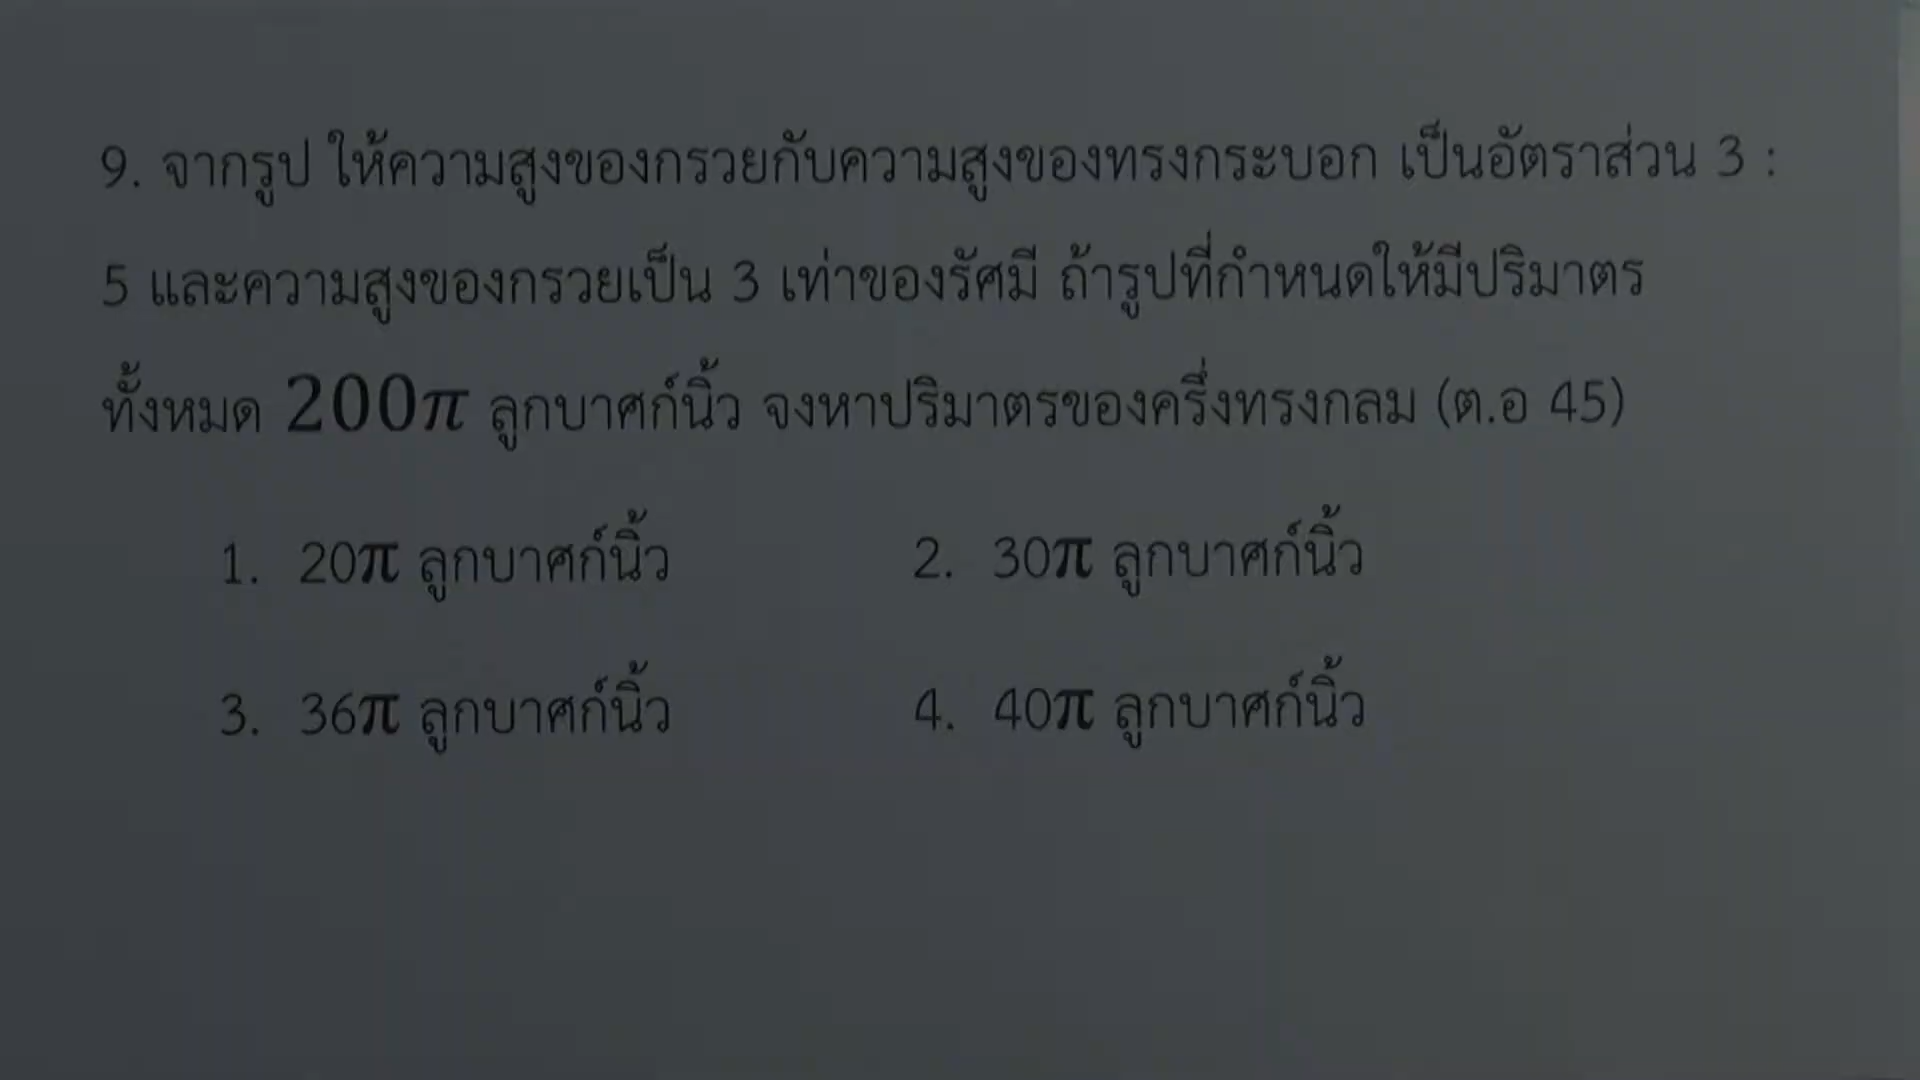 9. จากรูป ให้ความสูงของกรวยกับความสูงของทรงกระบอก เป็นอัตราส่วน 3 :
5 และความสูงของกรวยเป็น 3 เท่าของรัศมี ถ้ารูปที่กำหนดให้มีปริมาตร
ทั้งหมด 200π ลูกบาศก์นิ้ว จงหาปริมาตรของครึ่งทรงกลม (ต.อ 45)
1. 20π ลูกบาศก์นิ้ว 2. 30π ลูกบาศก์นิ้ว
3. 36π ลูกบาศก์นิ้ว 4. 40π ลูกบาศก์นิ้ว